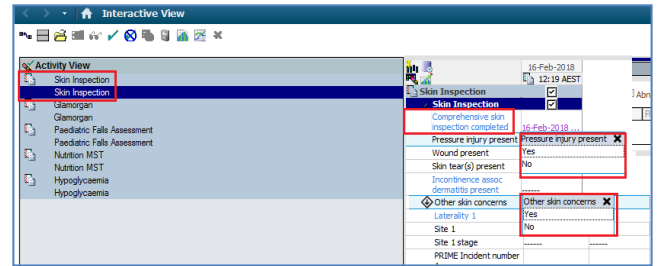 Interactive View
Activity View
Skin Inspection
Skin Inspection
Glamorgan
Glamorgan
Paediatric Falls Assessment
Paediatric Falls Assessment
Nutrition MST
Nutrition MST
Hypoglycaemia
Hypoglycaemia
16-Feb-2018
12:19 AEST
Skin Inspection
Skin Inspection
Comprehensive skin
inspection completed 16-Feb-2018 ...
Pressure injury present Pressure injury present
Wound present Yes
Skin tear(s) present No
Incontinence assoc
dermatitis present ------
Other skin concerns Other skin concerns
Laterality 1 Yes
Site 1 No
Site 1 stage ------ ------
PRIME Incident number
Abn